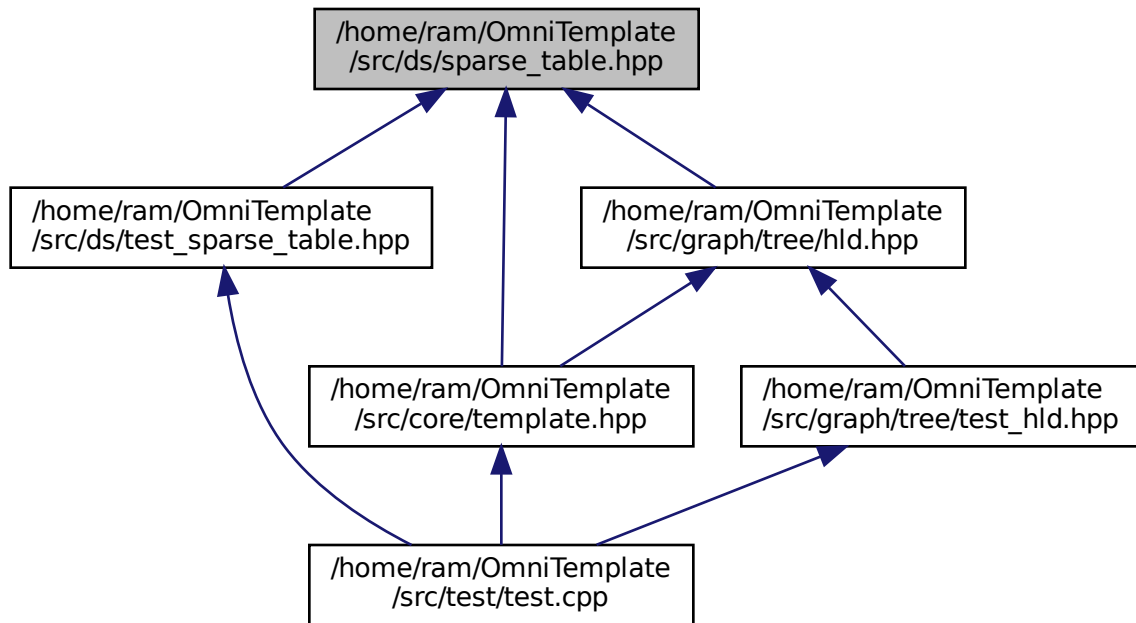 /home/ram/OmniTemplate
/src/ds/sparse_table.hpp
/home/ram/OmniTemplate
/src/ds/test_sparse_table.hpp
/home/ram/OmniTemplate
/src/graph/tree/hld.hpp
/home/ram/OmniTemplate
/src/core/template.hpp
/home/ram/OmniTemplate
/src/graph/tree/test_hld.hpp
/home/ram/OmniTemplate
/src/test/test.cpp